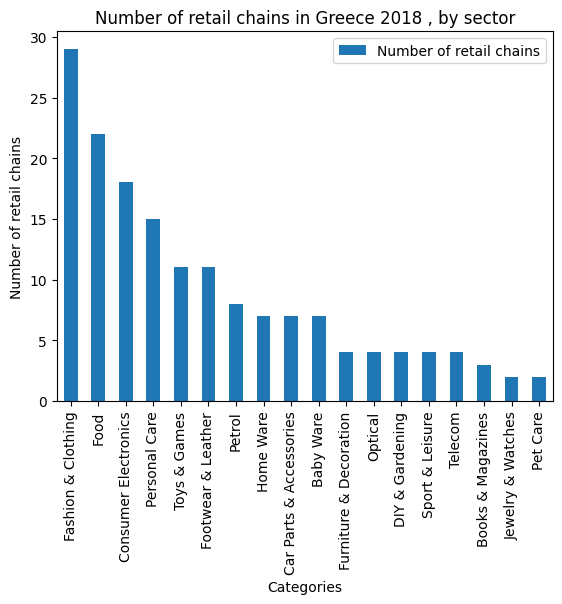 Number of retail chains in Greece 2018 , by sector
Number of retail chains
Number of retail chains
30
25
20
15
10
5
0
Fashion & Clothing
Food
Consumer Electronics
Personal Care
Toys & Games
Footwear & Leather
Petrol
Home Ware
Car Parts & Accessories
Baby Ware
Furniture & Decoration
Optical
DIY & Gardening
Sport & Leisure
Telecom
Books & Magazines
Jewelry & Watches
Pet Care
Categories